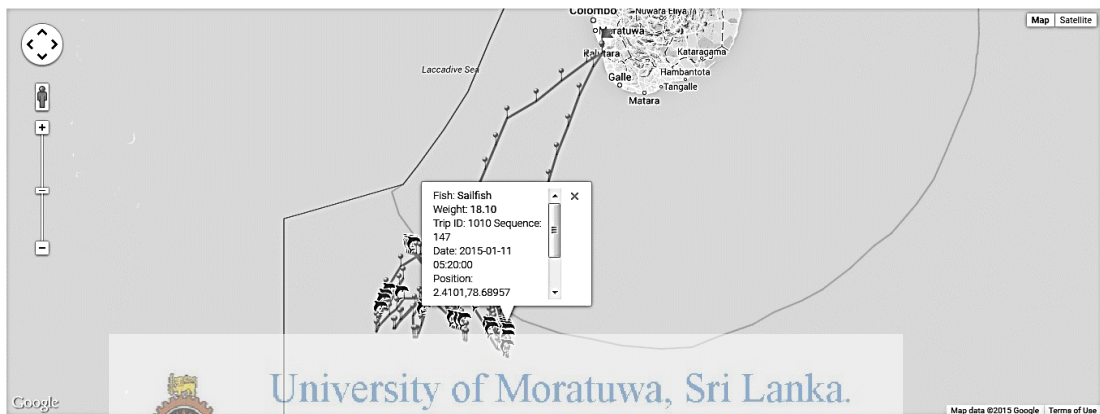 Colombo
Nuwara Eliya
Moratuwa
Kalutara
Kataragama
Laccadive Sea
Hambantota
Galle
Tangalle
Matara
Map
Satellite
Fish: Sailfish
Weight: 18.10
Trip ID: 1010 Sequence:
147
Date: 2015-01-11
05:20:00
Position:
2.4101,78.68957
University of Moratuwa, Sri Lanka.
Google
Map data ©2015 Google
Terms of Use